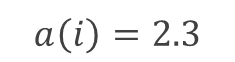 a(i) = 2.3